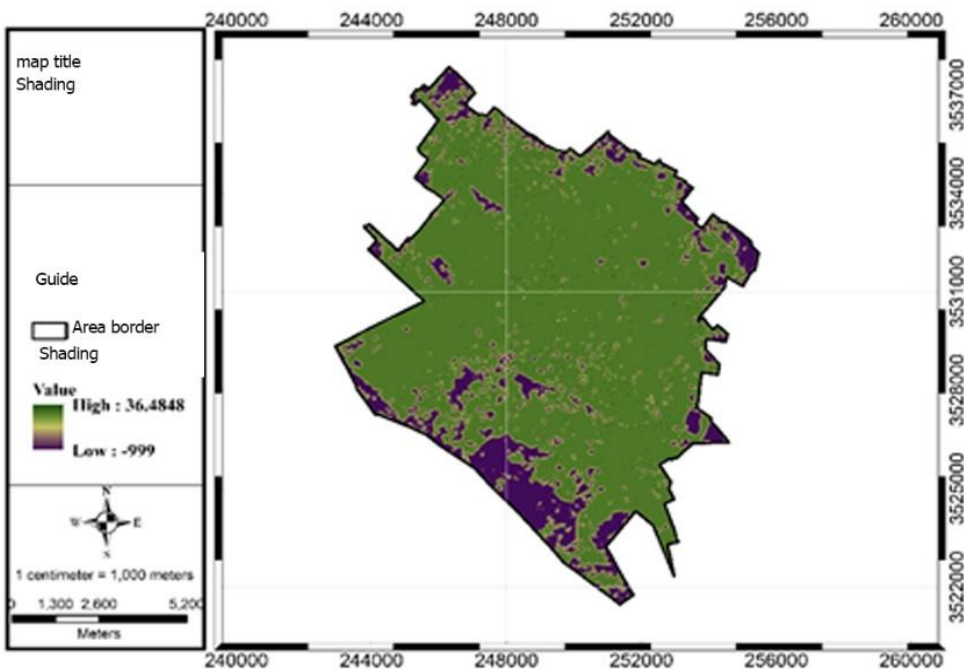 map title
Shading
Guide
Area border
Shading
Value
High : 36.4848
Low : -999
N
W E
S
1 centimeter = 1,000 meters
0 1,300 2,600 5,200
Meters
240000 244000 248000 252000 256000 260000
3537000
3534000
3531000
3528000
3525000
3522000
240000 244000 248000 252000 256000 260000